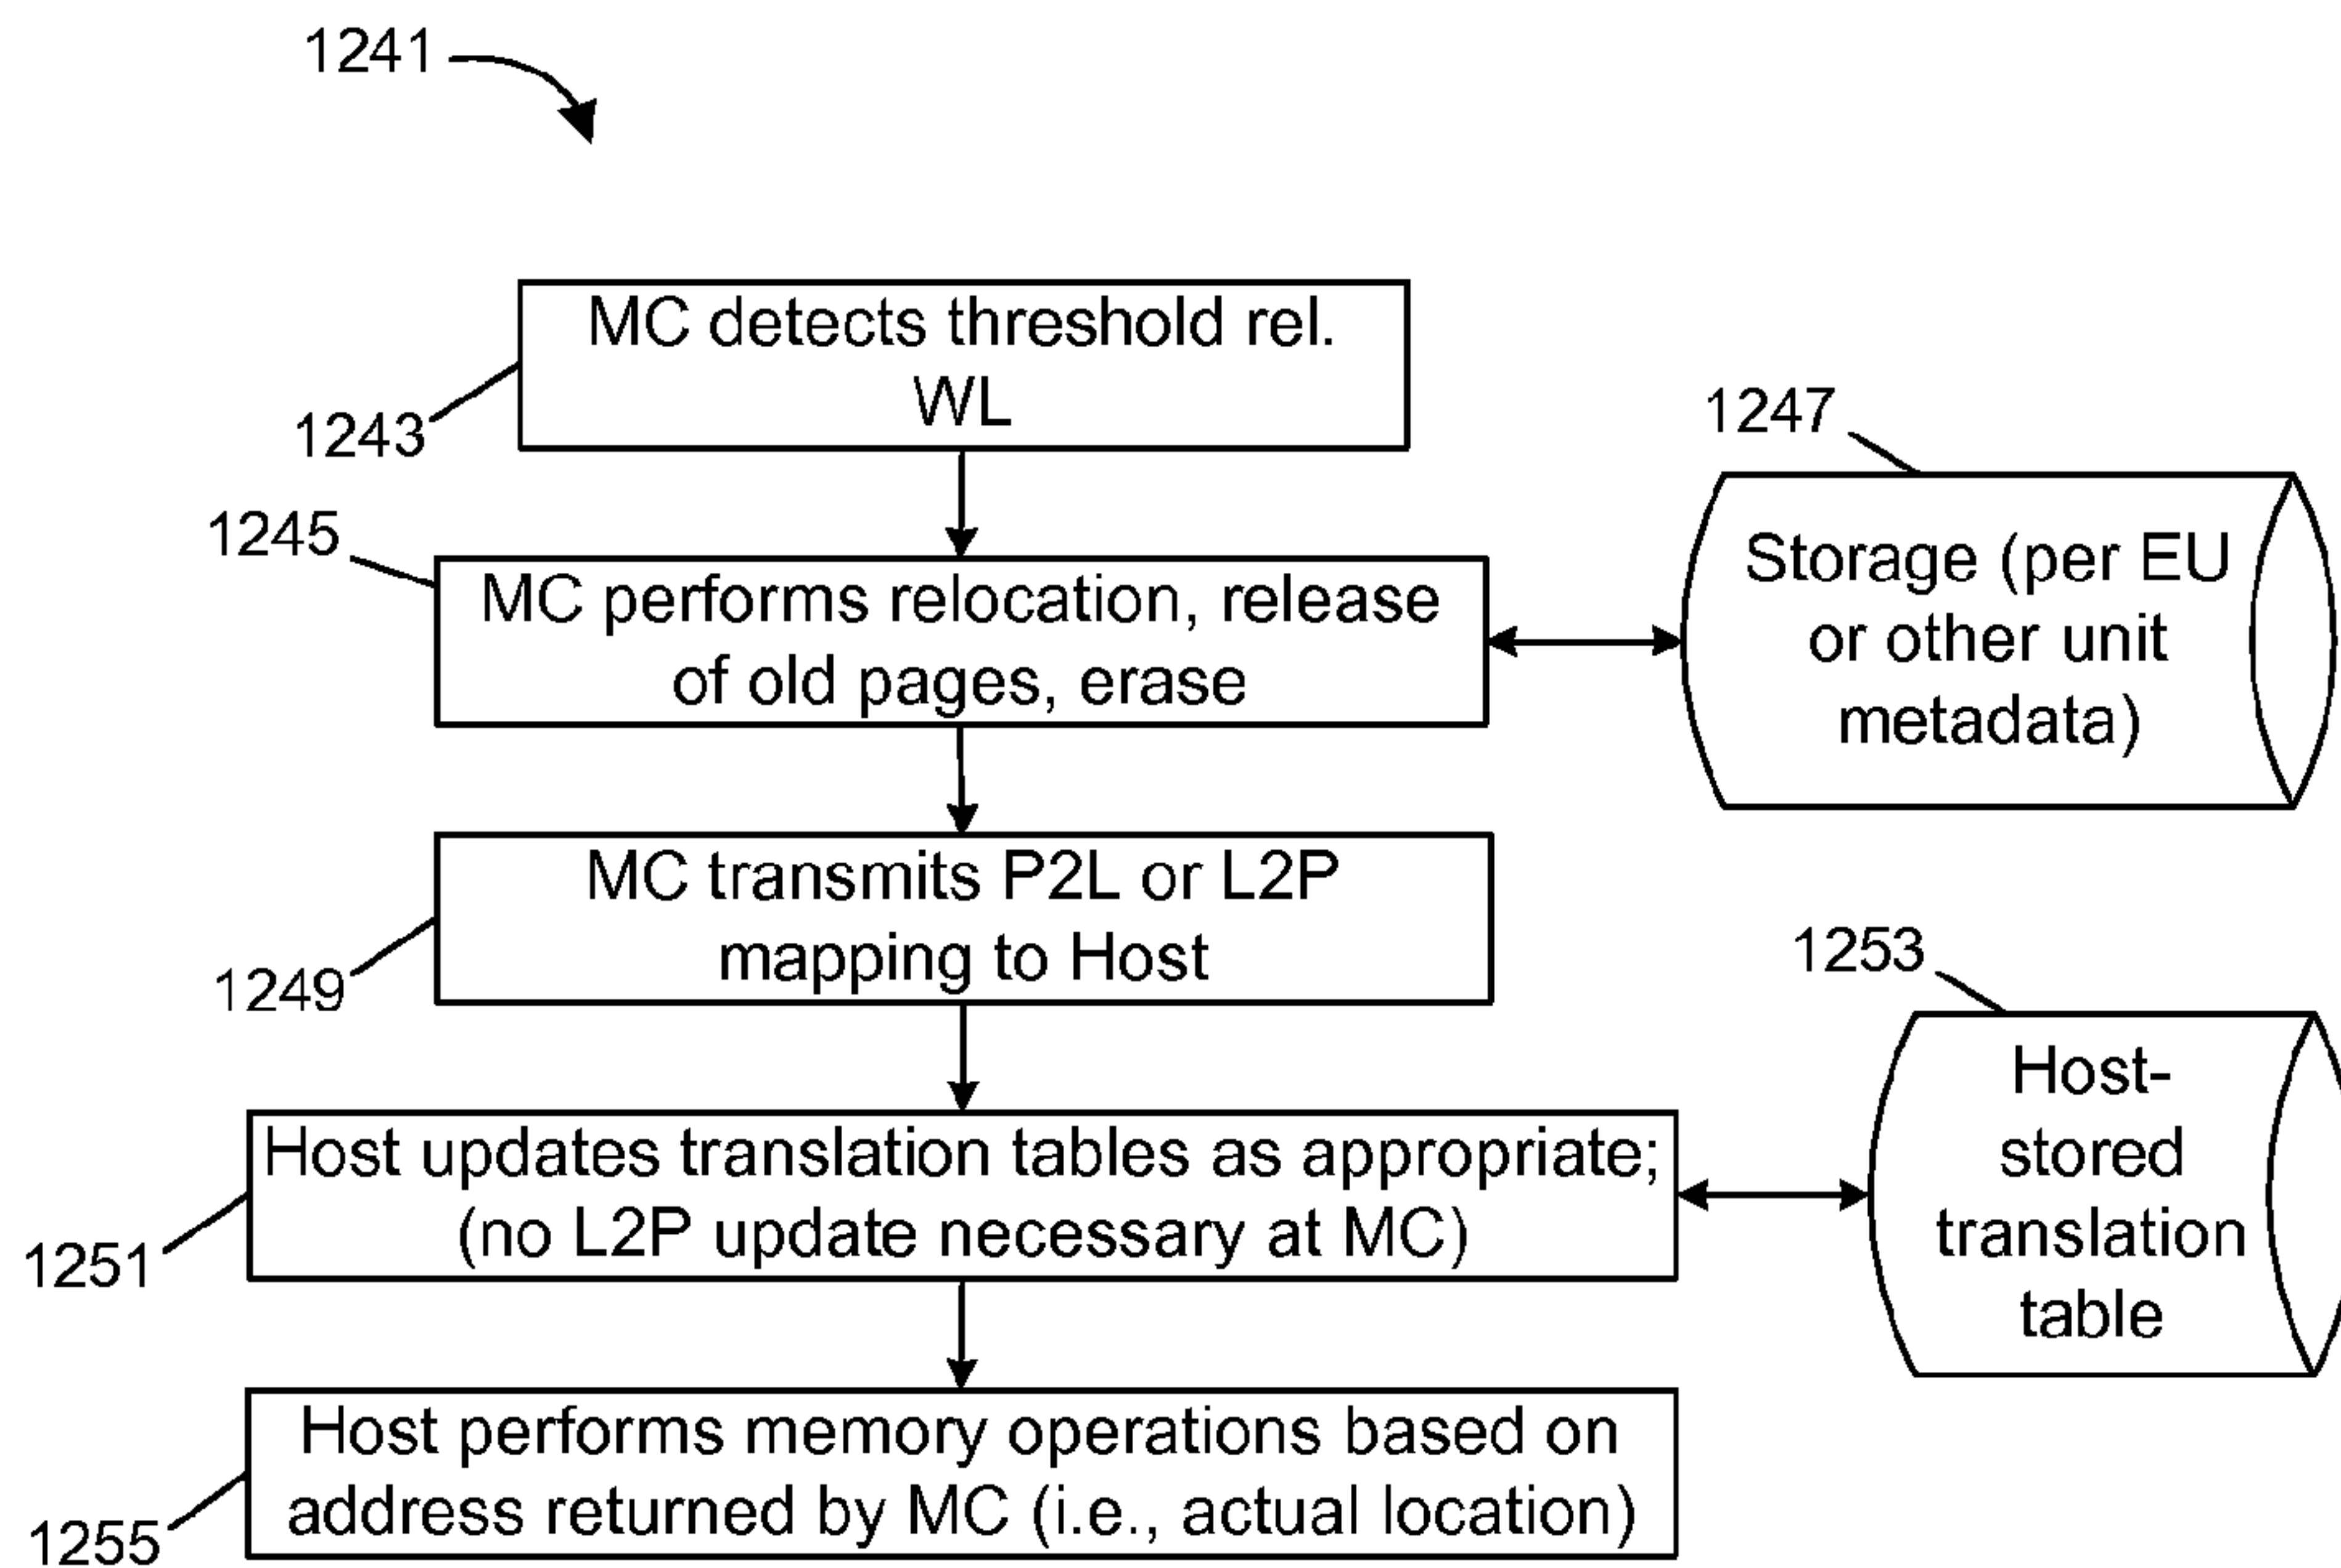 1241
MC detects threshold rel.
WL
1243
1247
1245
MC performs relocation, release
of old pages, erase
Storage (per EU
or other unit
metadata)
MC transmits P2L or L2P
mapping to Host
1249
1253
Host updates translation tables as appropriate;
(no L2P update necessary at MC)
1251
Host-
stored
translation
table
Host performs memory operations based on
address returned by MC (i.e., actual location)
1255